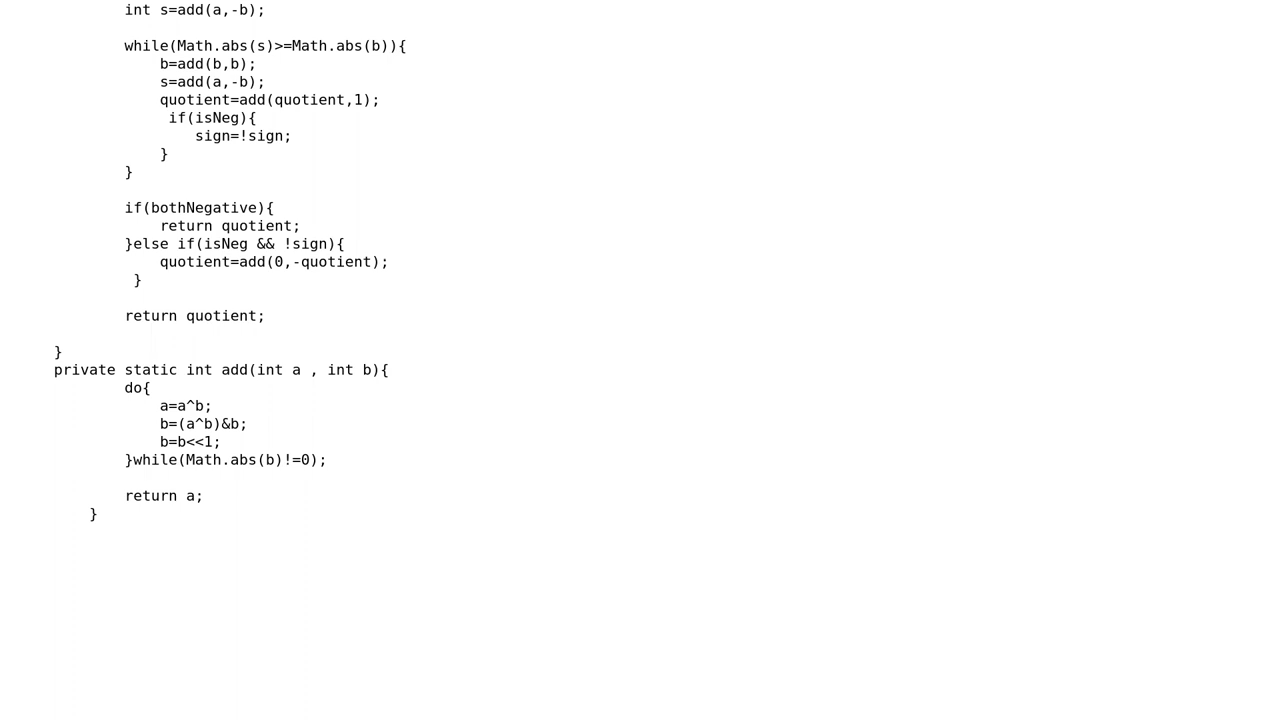 int s=add(a,-b);
while(Math.abs(s)>=Math.abs(b)){
b=add(b,b);
s=add(a,-b);
quotient=add(quotient,1);
if(isNeg){
sign=!sign;
}
}
if(bothNegative){
return quotient;
}else if(isNeg && !sign){
quotient=add(0,-quotient);
}
return quotient;
}
private static int add(int a , int b){
do{
a=a^b;
b=(a^b)&b;
b=b<<1;
}while(Math.abs(b)!=0);
return a;
}